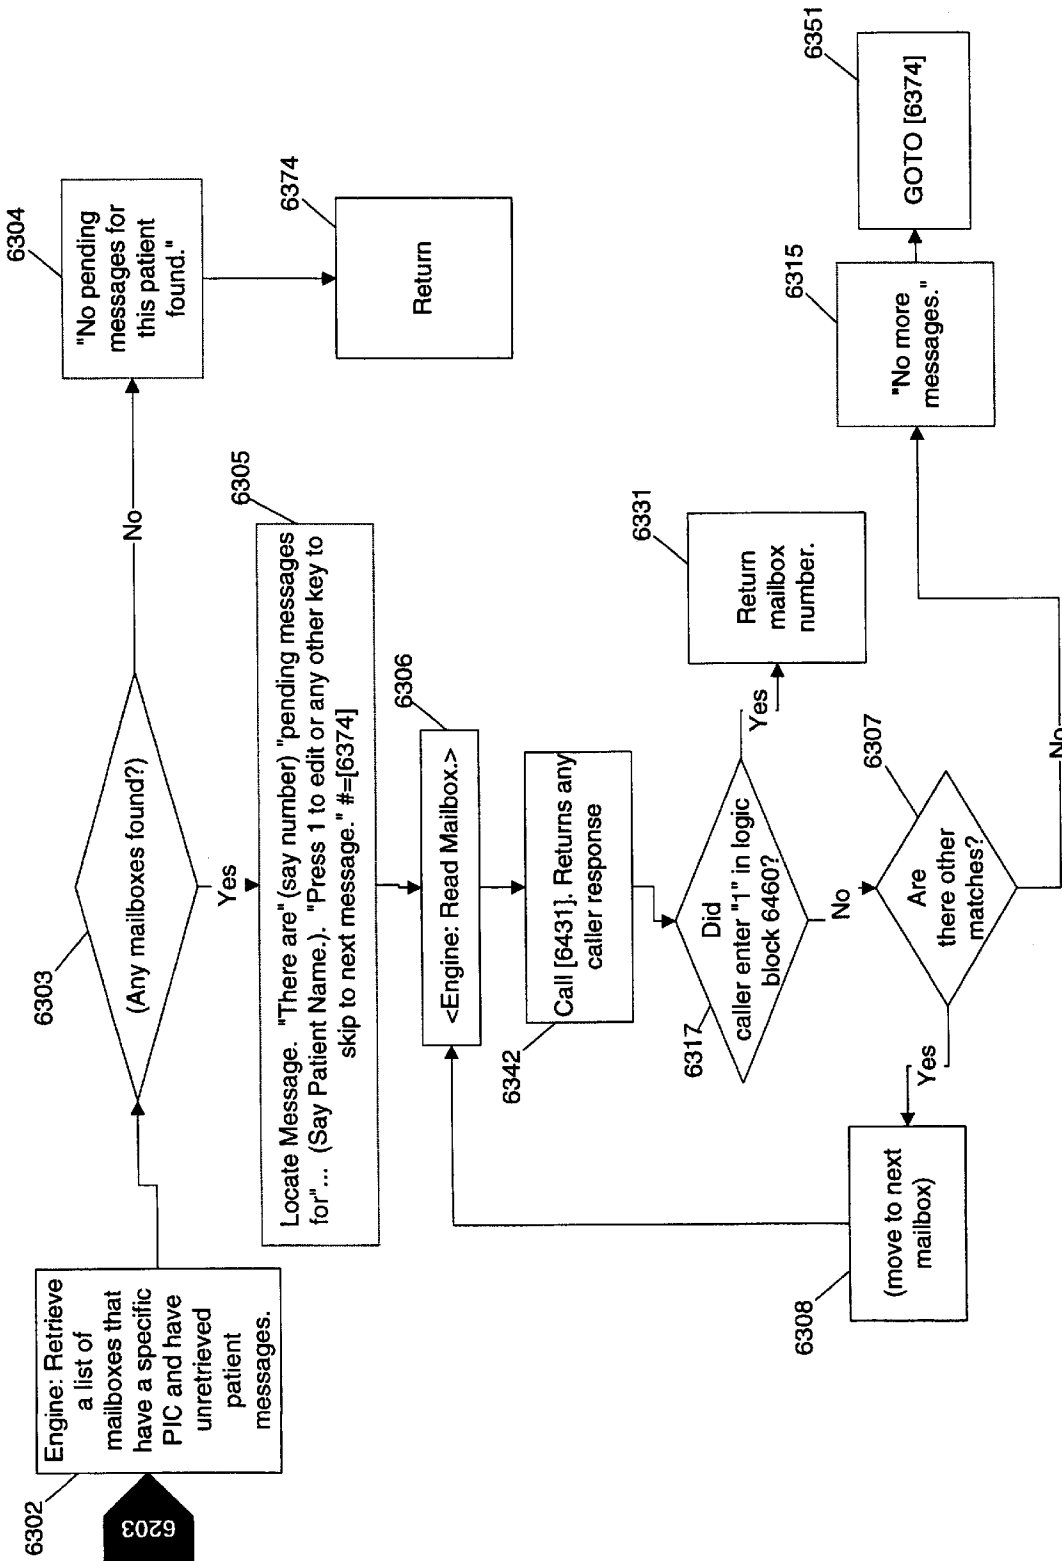 6203
6302
Engine: Retrieve
a list of
mailboxes that
have a specific
PIC and have
unretrieved
patient
messages.
6303
(Any mailboxes found?)
No
6304
"No pending
messages for
this patient
found."
6374
Return
Yes
6305
Locate Message. "There are" (say number) "pending messages
for"... (Say Patient Name.). "Press 1 to edit or any other key to
skip to next message." #=[6374]
6306
<Engine: Read Mailbox.>
6342
Call [6431]. Returns any
caller response
6317
Did
caller enter "1" in logic
block 6460?
Yes
6331
Return
mailbox
number.
No
6307
Are
there other
matches?
Yes
6308
(move to next
mailbox)
No
6315
"No more
messages."
6351
GOTO [6374]